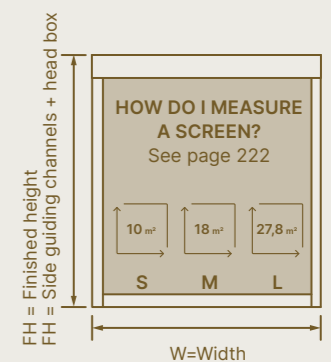 FH = Finished height
FH = Side guiding channels + head box
HOW DO I MEASURE
A SCREEN?
See page 222
10 m²
18 m²
27,8 m²
S
M
L
W=Width